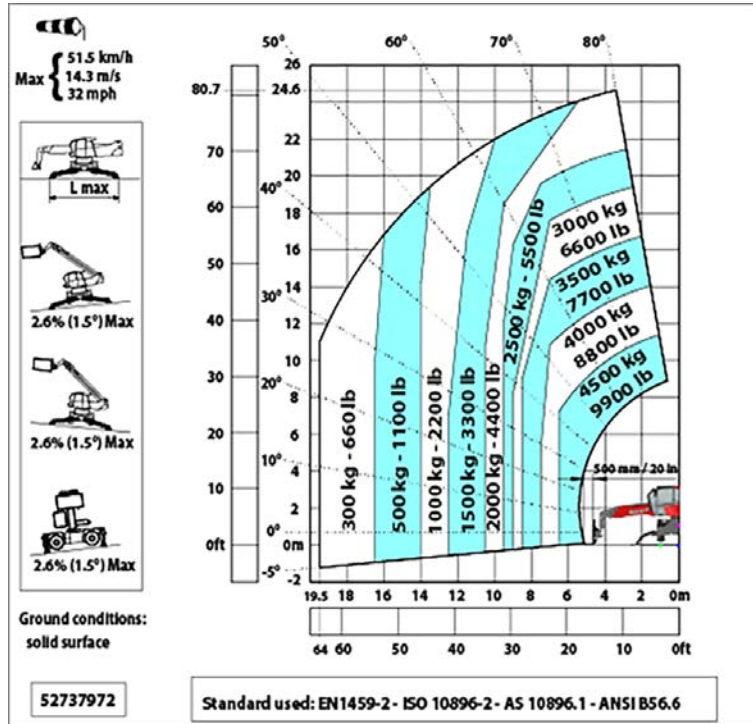 Max { 51.5 km/h
14.3 m/s
32 mph
L max
2.6% (1.5°) Max
2.6% (1.5°) Max
2.6% (1.5°) Max
Ground conditions:
solid surface
52737972
80.7
70
60
50
40
30
20
10
0ft
26
24.6
22
20
18
16
14
12
10
8
6
4
2
0m
-2
50°
60°
70°
80°
40°
30°
20°
10°
0°
-5°
300 kg - 660 lb
500 kg - 1100 lb
1000 kg - 2200 lb
1500 kg - 3300 lb
2000 kg - 4400 lb
2500 kg - 5500 lb
3000 kg
6600 lb
3500 kg
7700 lb
4000 kg
8800 lb
4500 kg
9900 lb
500 mm / 20 in
19.5 18 16 14 12 10 8 6 4 2 0m
64 60 50 40 30 20 10 0ft
Standard used: EN1459-2 - ISO 10896-2 - AS 10896.1 - ANSI B56.6